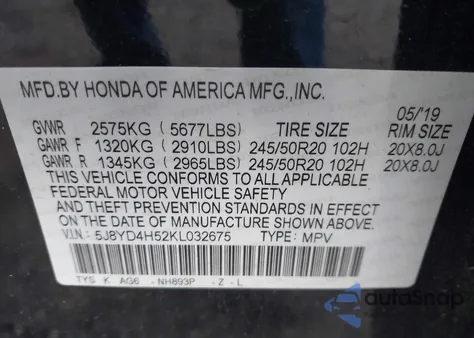 MFD.BY HONDA OF AMERICA MFG.,INC.
05/19
GVWR 2575KG (5677LBS) TIRE SIZE RIM SIZE
GAWR F 1320KG (2910LBS) 245/50R20 102H 20X8.0J
GAWR R 1345KG (2965LBS) 245/50R20 102H 20X8.0J
THIS VEHICLE CONFORMS TO ALL APPLICABLE
FEDERAL MOTOR VEHICLE SAFETY
AND THEFT PREVENTION STANDARDS IN EFFECT
ON THE DATE OF MANUFACTURE SHOWN ABOVE.
V.I.N.: 5J8YD4H52KL032675 TYPE: MPV
TYS K AG6 -NH893P -Z -L
autoSnap